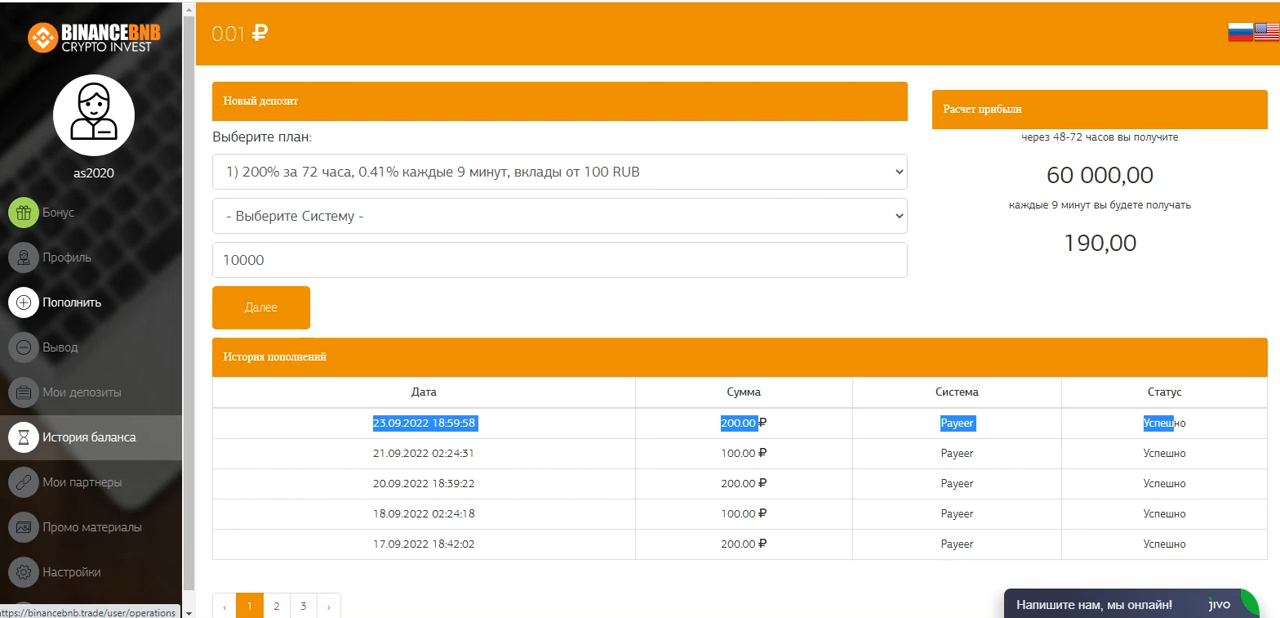 BINANCEBNB
CRYPTO INVEST
as2020
Бонус
Профиль
Пополнить
Вывод
Мои депозиты
История баланса
Мои партнеры
Промо материалы
Настройки
https://binancebnb.trade/user/operations
0.01 ₽
Новый депозит
Выберите план:
1) 200% за 72 часа, 0.41% каждые 9 минут, вклады от 100 RUB
- Выберите Систему -
10000
Далее
Расчет прибыли
через 48-72 часов вы получите
60 000,00
каждые 9 минут вы будете получать
190,00
История пополнений
Дата Сумма Система Статус
23.09.2022 18:59:58 200.00 ₽ Payeer Успешно
21.09.2022 02:24:31 100.00 ₽ Payeer Успешно
20.09.2022 18:39:22 200.00 ₽ Payeer Успешно
18.09.2022 02:24:18 100.00 ₽ Payeer Успешно
17.09.2022 18:42:02 200.00 ₽ Payeer Успешно
‹ 1 2 3 ›
Напишите нам, мы онлайн! jivo